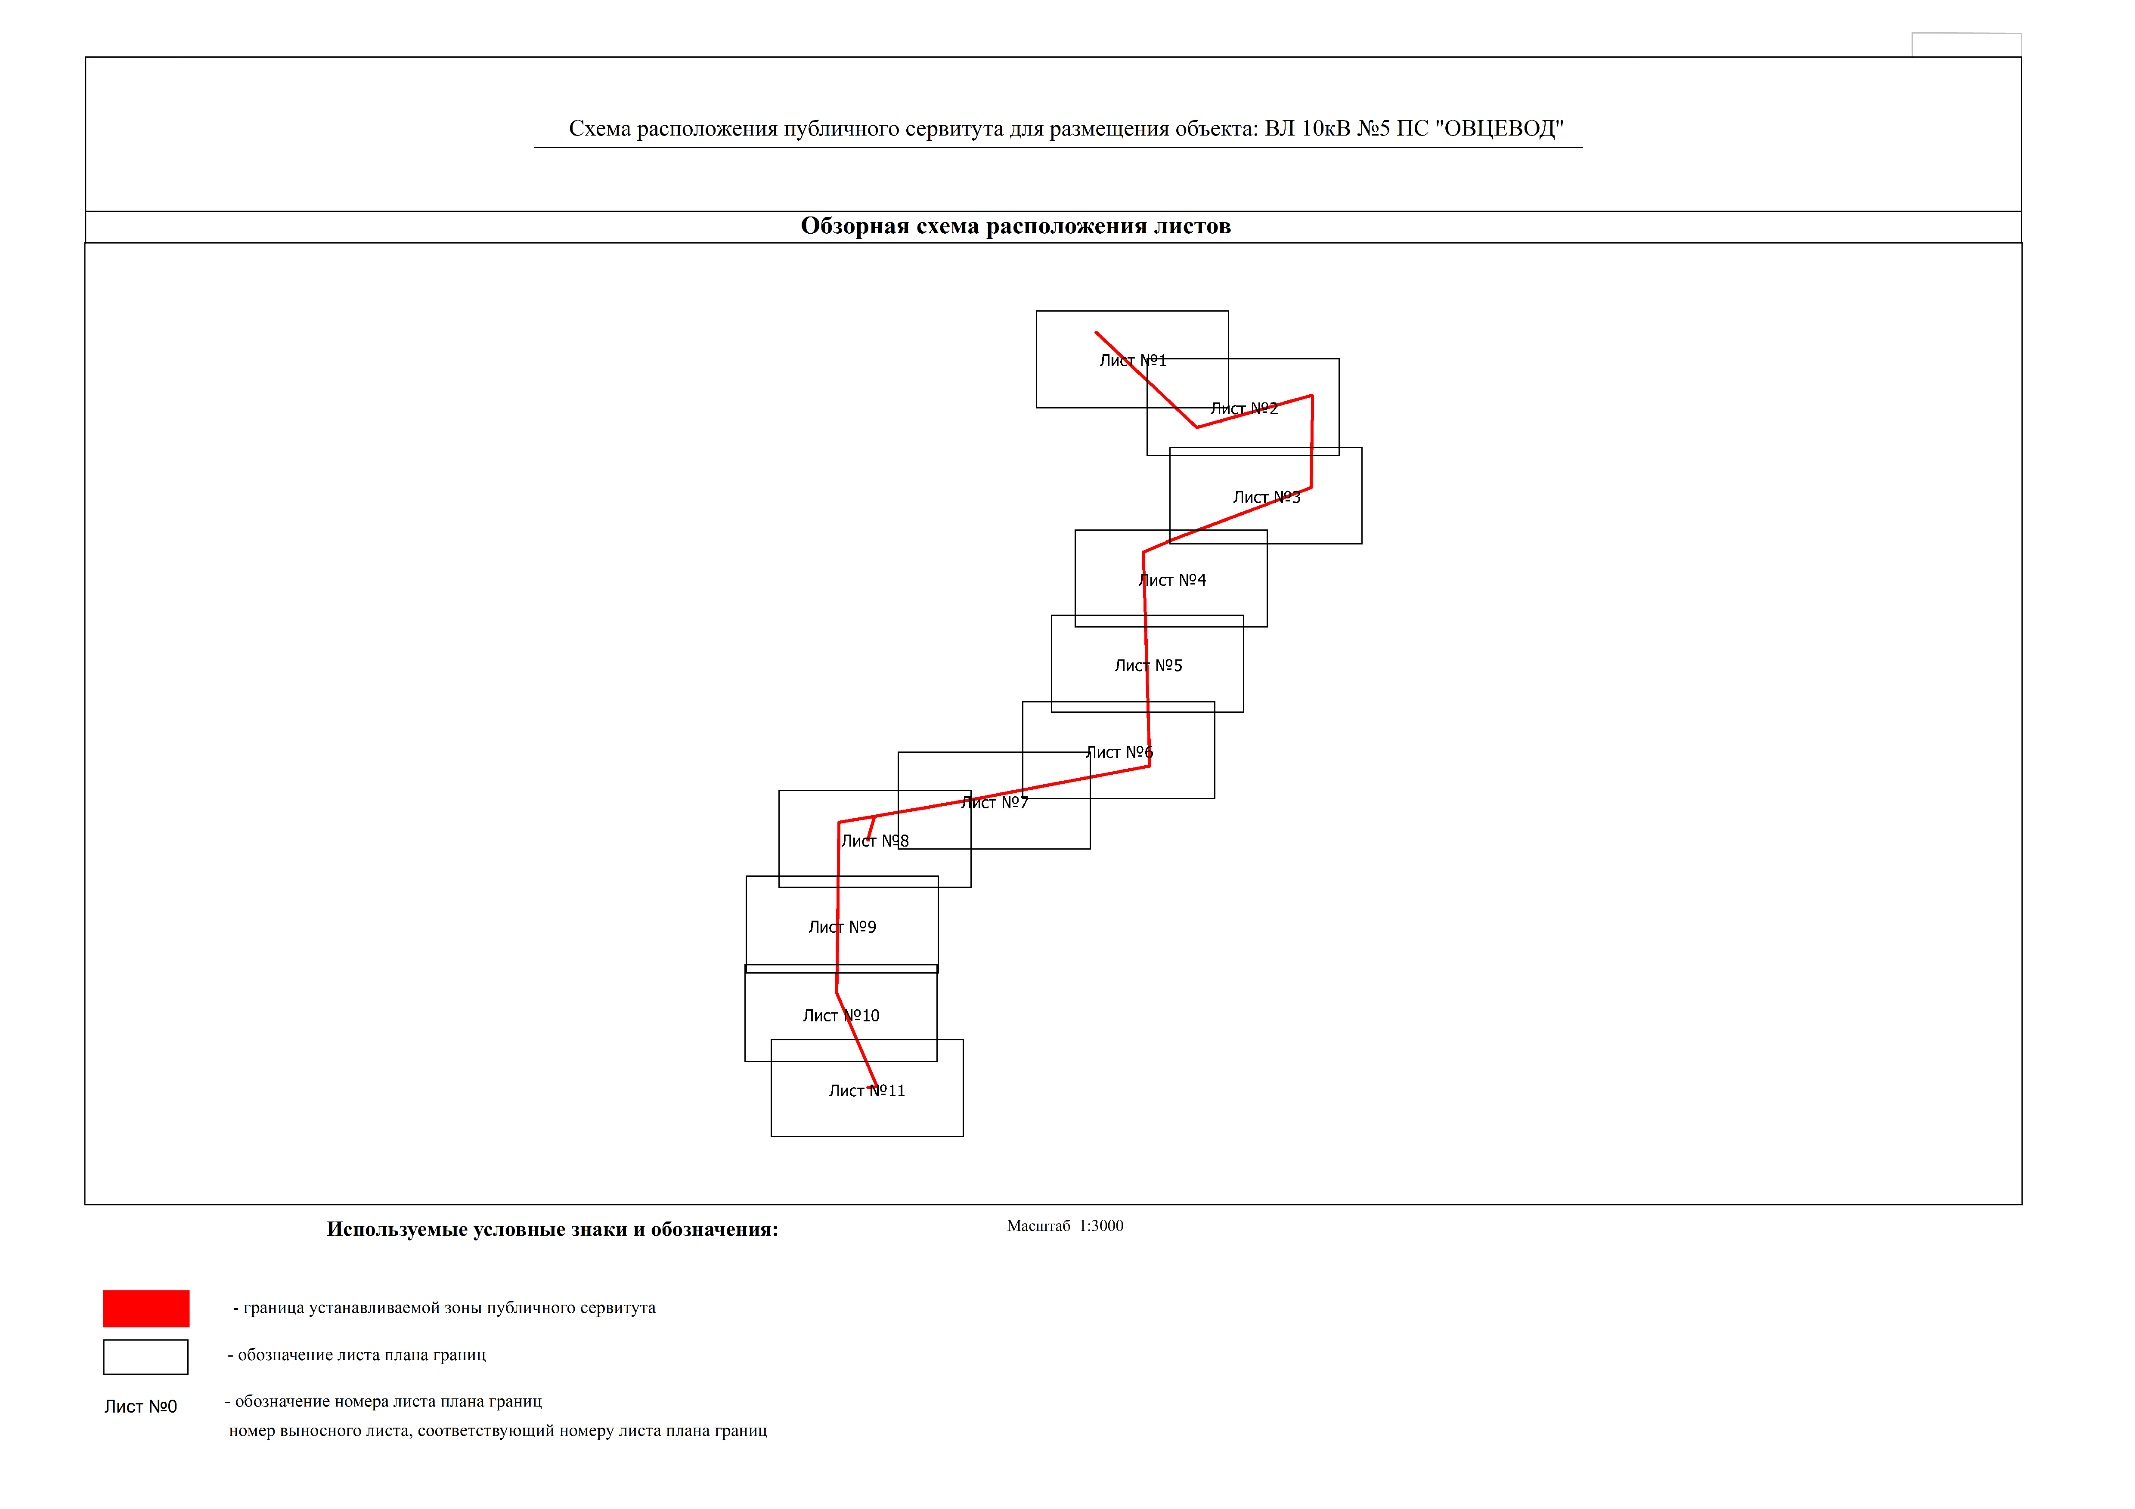 Схема расположения публичного сервитута для размещения объекта: ВЛ 10кВ №5 ПС "ОВЦЕВОД"
Обзорная схема расположения листов
Лист №1
Лист №2
Лист №3
Лист №4
Лист №5
Лист №6
Лист №7
Лист №8
Лист №9
Лист №10
Лист №11
Используемые условные знаки и обозначения:
Масштаб 1:3000
- граница устанавливаемой зоны публичного сервитута
- обозначение листа плана границ
Лист №0
- обозначение номера листа плана границ
номер выносного листа, соответствующий номеру листа плана границ